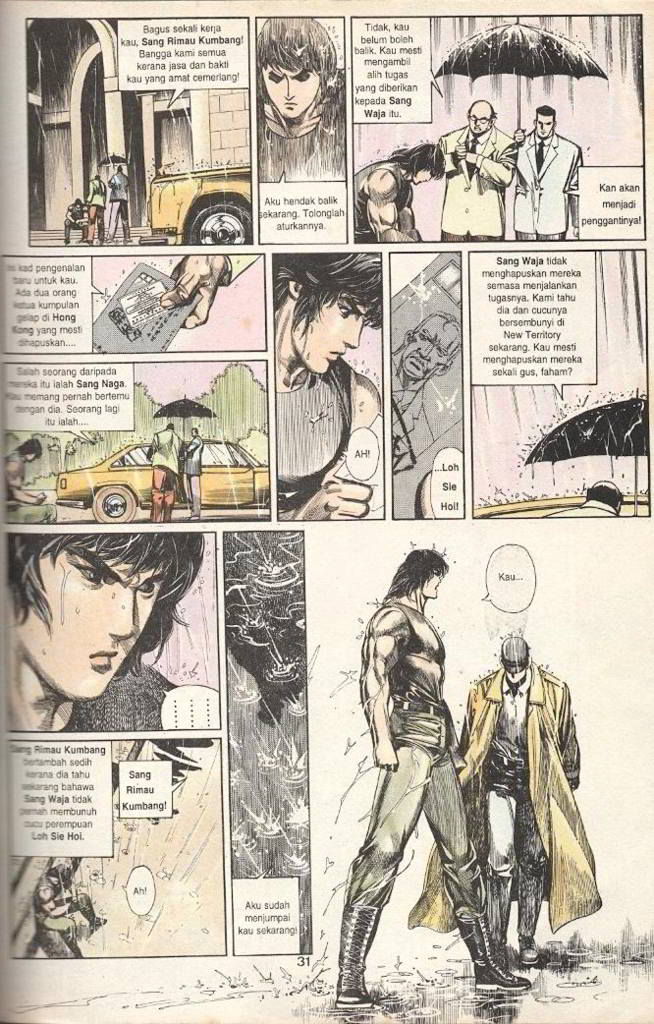 Bagus sekali kerja
kau, Sang Rimau Kumbang!
Bangga kami semua
kerana jasa dan bakti
kau yang amat cemerlang!
Aku hendak balik
sekarang. Tolonglah
aturkannya.
Tidak, kau
belum boleh
balik. Kau mesti
mengambil
alih tugas
yang diberikan
kepada Sang
Waja itu.
Kan akan
menjadi
penggantinya!
kad pengenalan
baru untuk kau.
Ada dua orang
ketua kumpulan
gelap di Hong
Kong yang mesti
dihapuskan....
Salah seorang daripada
mereka itu ialah Sang Naga.
Kau memang pernah bertemu
dengan dia. Seorang lagi
itu ialah....
AH!
...Loh
Sie
Hoi!
Sang Waja tidak
menghapuskan mereka
semasa menjalankan
tugasnya. Kami tahu
dia dan cucunya
bersembunyi di
New Territory
sekarang. Kau mesti
menghapuskan mereka
sekali gus, faham?
......
Sang Rimau Kumbang
bertambah sedih
kerana dia tahu
sekarang bahawa
Sang Waja tidak
pernah membunuh
cucu perempuan
Loh Sie Hoi.
Sang
Rimau
Kumbang!
Ah!
Aku sudah
menjumpai
kau sekarang!
Kau...
31